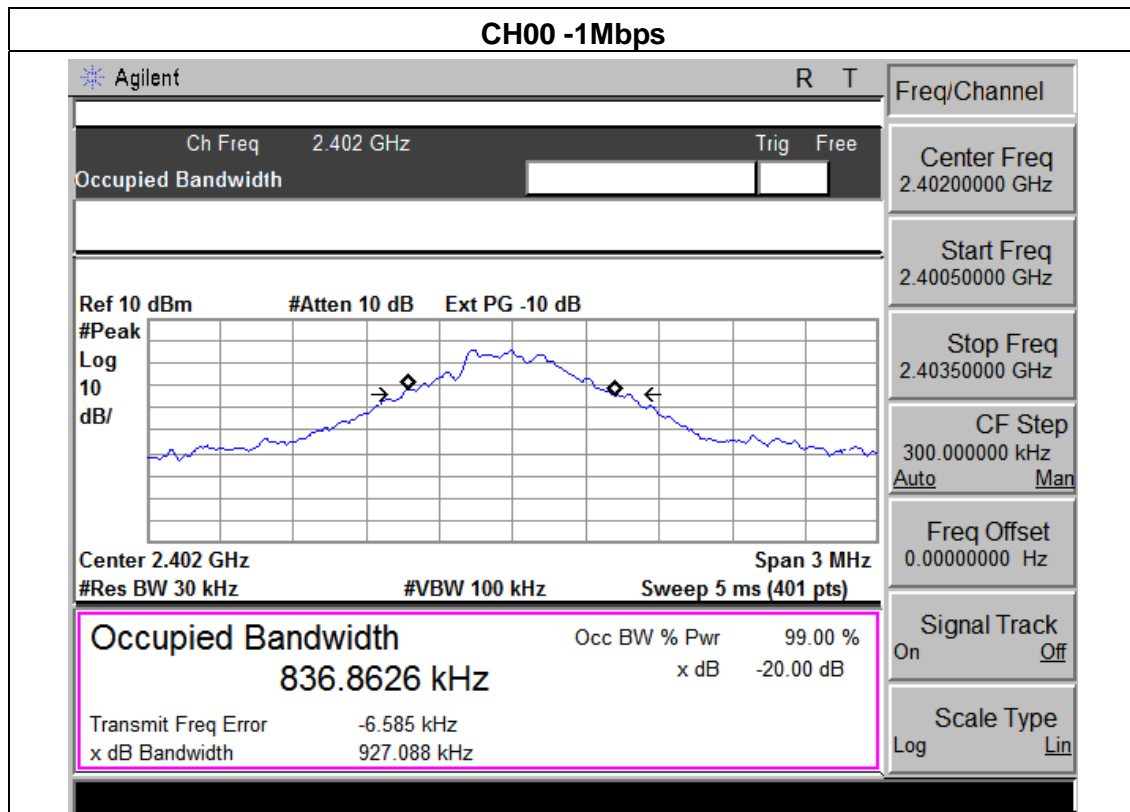 CH00 -1Mbps
Agilent R T
Ch Freq 2.402 GHz Trig Free
Occupied Bandwidth
Ref 10 dBm #Atten 10 dB Ext PG -10 dB
#Peak
Log
10
dB/
Center 2.402 GHz Span 3 MHz
#Res BW 30 kHz #VBW 100 kHz Sweep 5 ms (401 pts)
Occupied Bandwidth Occ BW % Pwr 99.00 %
836.8626 kHz x dB -20.00 dB
Transmit Freq Error -6.585 kHz
x dB Bandwidth 927.088 kHz
Freq/Channel
Center Freq
2.40200000 GHz
Start Freq
2.40050000 GHz
Stop Freq
2.40350000 GHz
CF Step
300.000000 kHz
Auto Man
Freq Offset
0.00000000 Hz
Signal Track
On Off
Scale Type
Log Lin